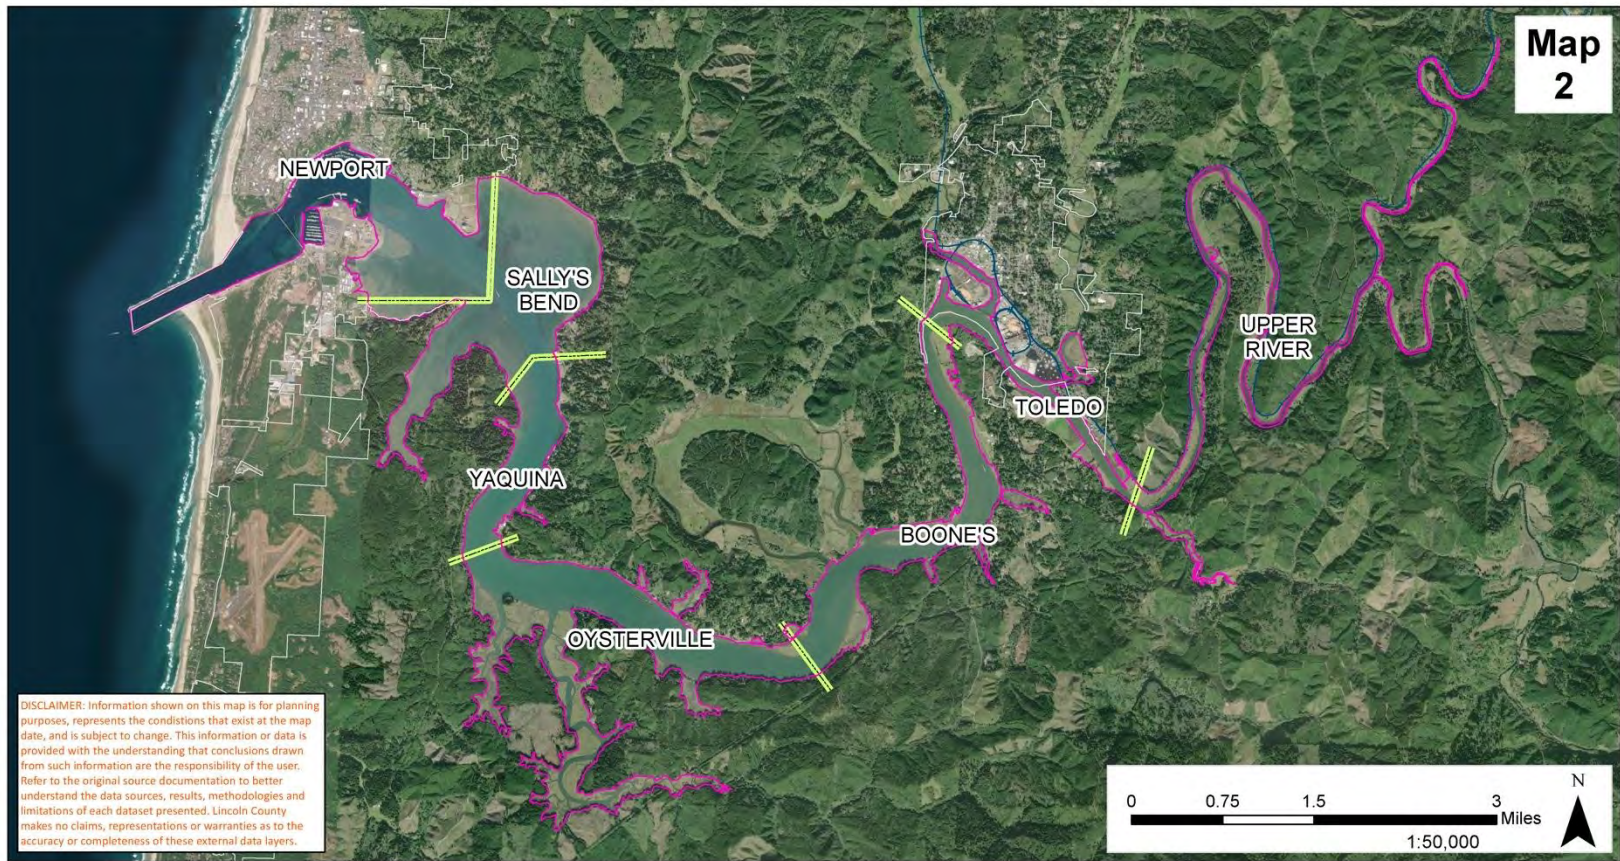 Map
2
NEWPORT
SALLY'S
BEND
UPPER
RIVER
TOLEDO
YAQUINA
BOONE'S
OYSTERVILLE
DISCLAIMER: Information shown on this map is for planning
purposes, represents the condistions that exist at the map
date, and is subject to change. This information or data is
provided with the understanding that conclusions drawn
from such information are the responsibility of the user.
Refer to the original source documentation to better
understand the data sources, results, methodologies and
limitations of each dataset presented. Lincoln County
makes no claims, representations or warranties as to the
accuracy or completeness of these external data layers.
N
0 0.75 1.5 3
Miles
1:50,000